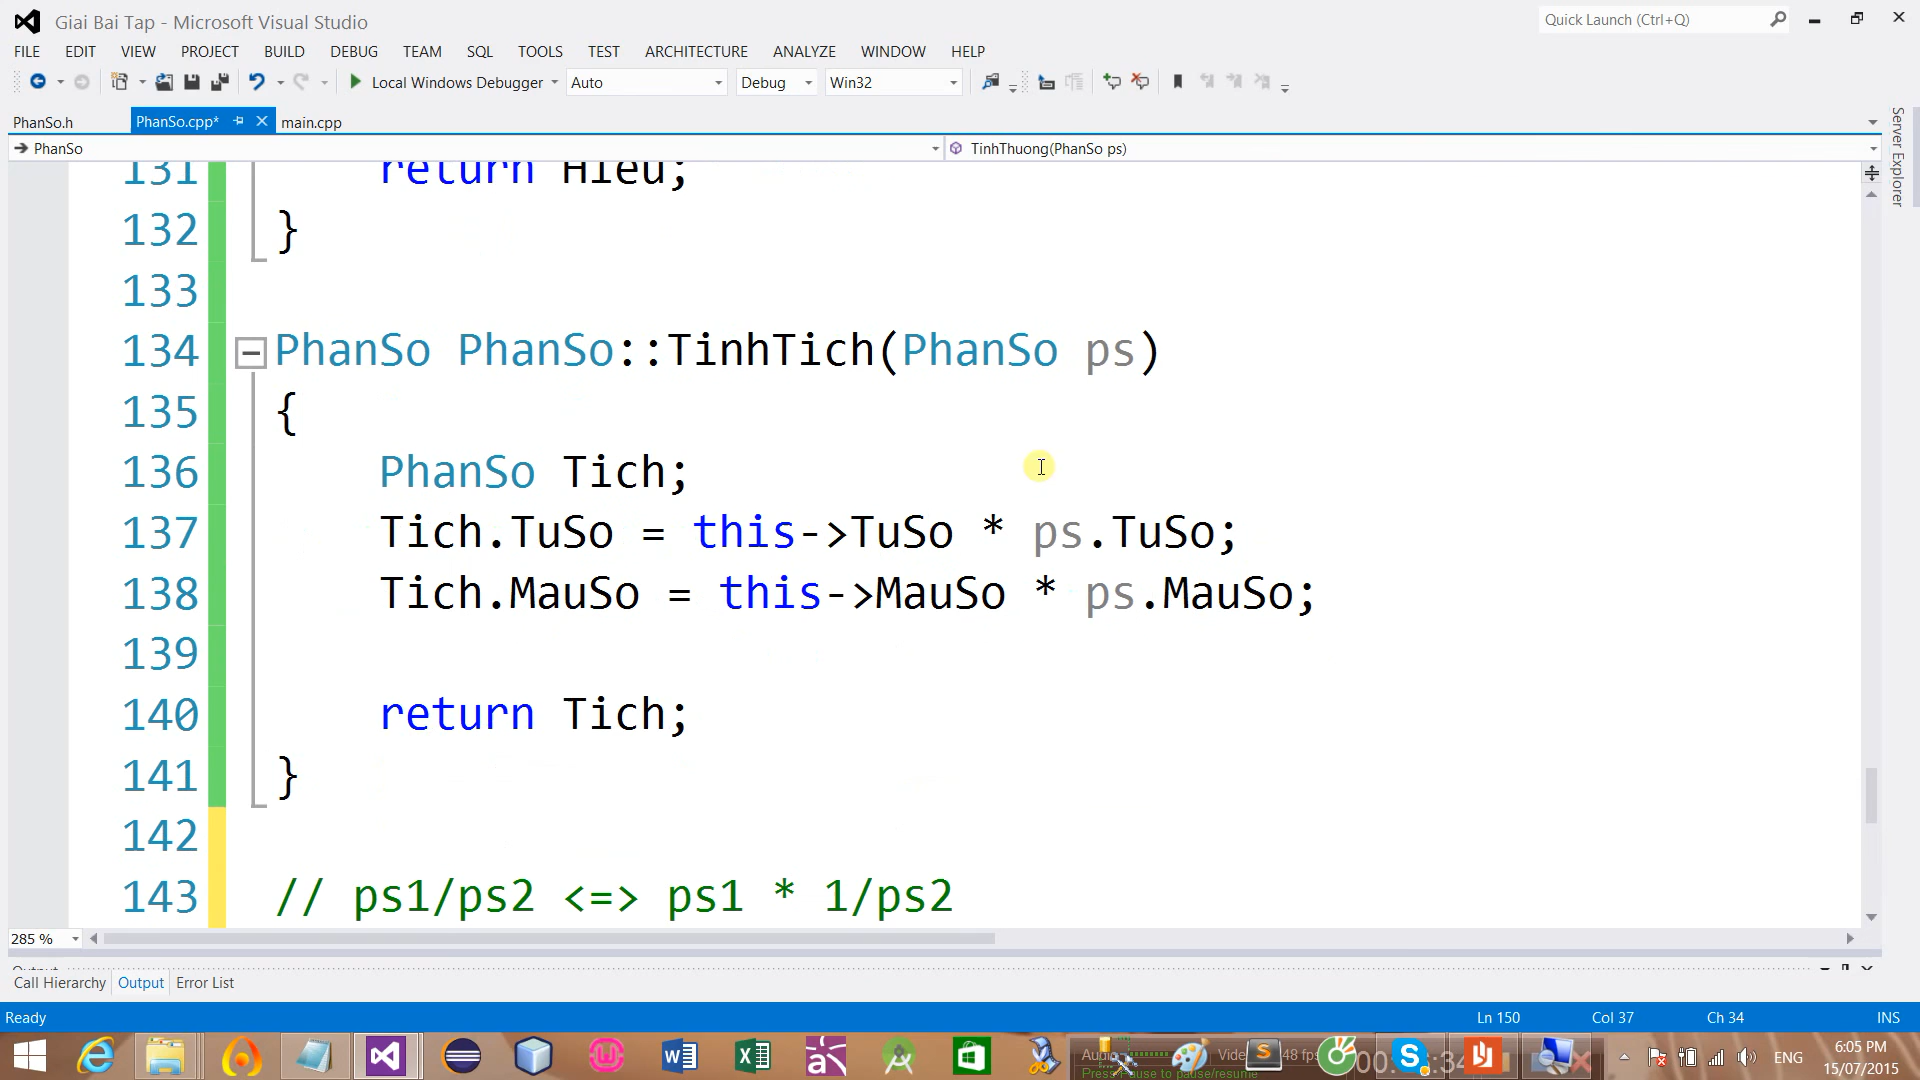 Giai Bai Tap - Microsoft Visual Studio
Quick Launch (Ctrl+Q)
FILE EDIT VIEW PROJECT BUILD DEBUG TEAM SQL TOOLS TEST ARCHITECTURE ANALYZE WINDOW HELP
Local Windows Debugger Auto Debug Win32
PhanSo.h PhanSo.cpp* main.cpp
PhanSo TinhThuong(PhanSo ps)
Server Explorer
131 return Hieu;
132 }
133
134 PhanSo PhanSo::TinhTich(PhanSo ps)
135 {
136 PhanSo Tich;
137 Tich.TuSo = this->TuSo * ps.TuSo;
138 Tich.MauSo = this->MauSo * ps.MauSo;
139
140 return Tich;
141 }
142
143 // ps1/ps2 <=> ps1 * 1/ps2
285 %
Output
Call Hierarchy Output Error List
Ready Ln 150 Col 37 Ch 34 INS
ENG
6:05 PM
15/07/2015